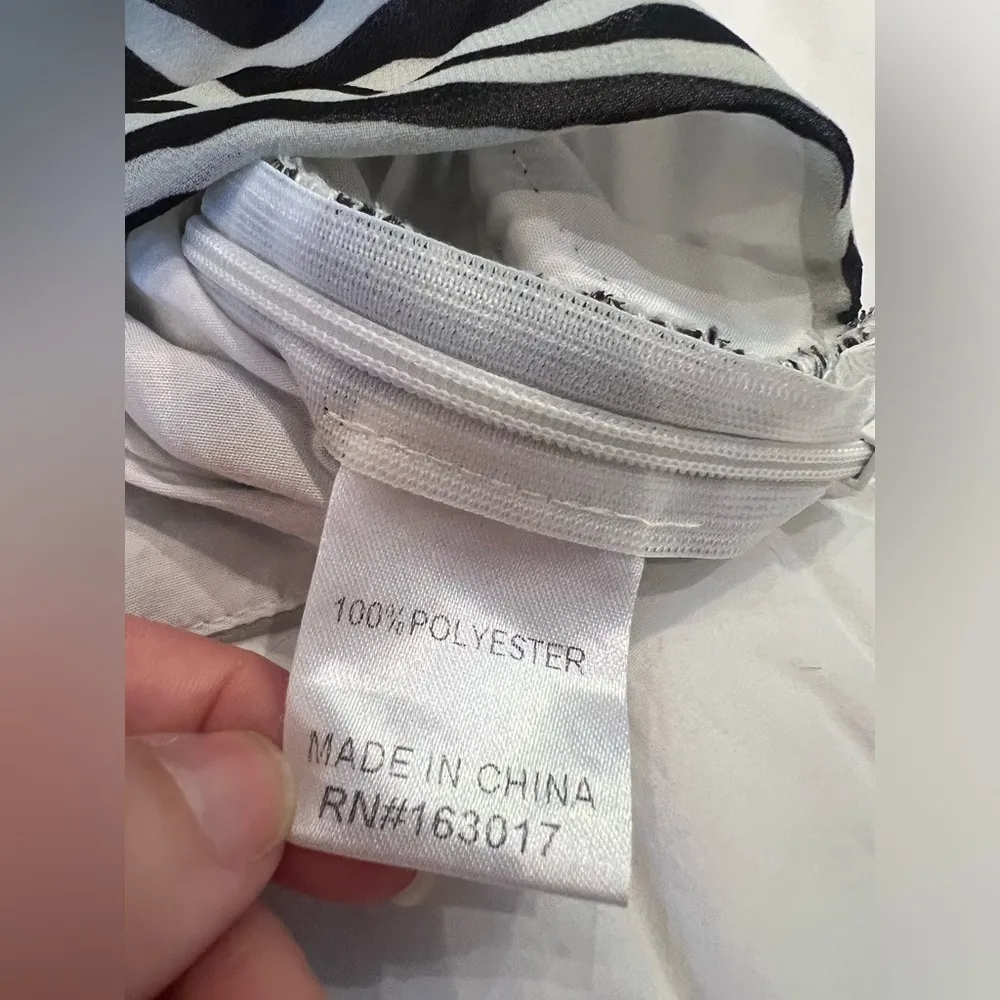 100%POLYESTER
MADE IN CHINA
RN#163017